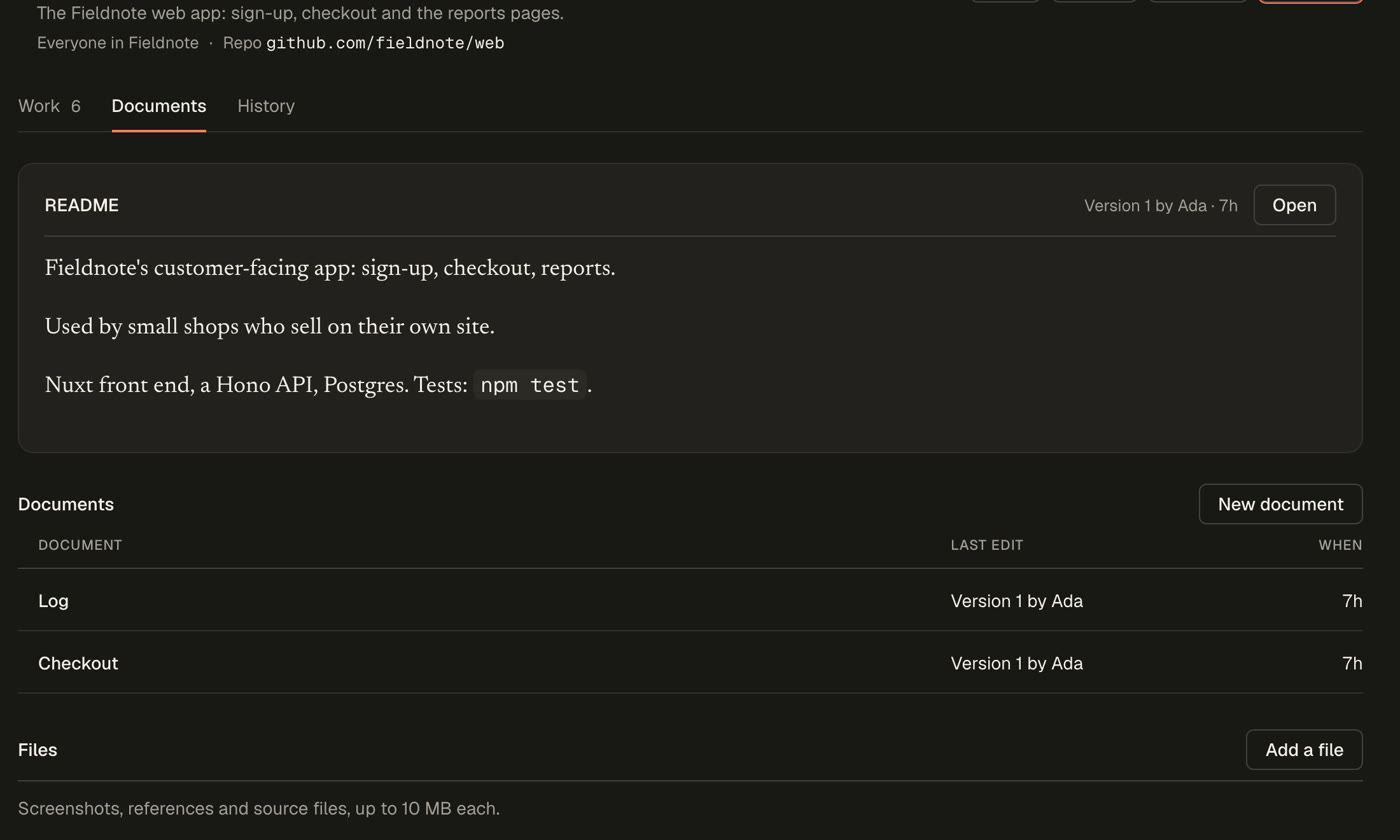 The Fieldnote web app: sign-up, checkout and the reports pages.
Everyone in Fieldnote · Repo github.com/fieldnote/web
Work 6 Documents History
README Version 1 by Ada · 7h Open
Fieldnote's customer-facing app: sign-up, checkout, reports.
Used by small shops who sell on their own site.
Nuxt front end, a Hono API, Postgres. Tests: npm test.
Documents New document
DOCUMENT LAST EDIT WHEN
Log Version 1 by Ada 7h
Checkout Version 1 by Ada 7h
Files Add a file
Screenshots, references and source files, up to 10 MB each.